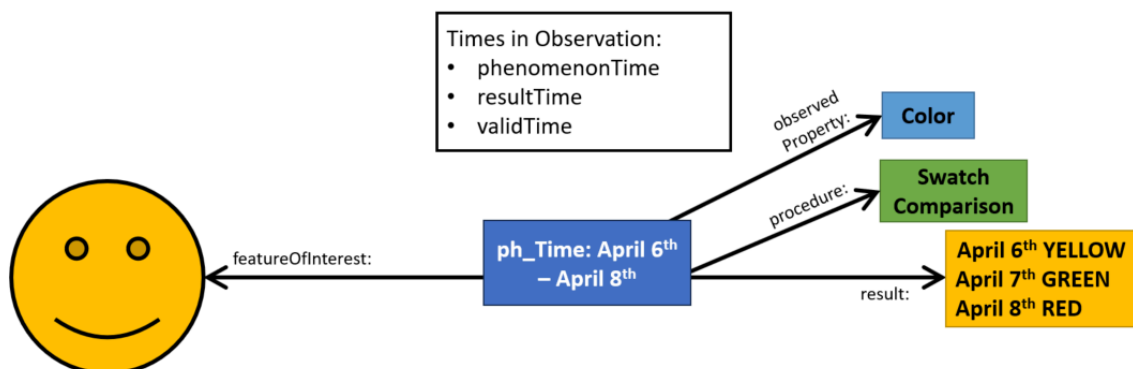 Times in Observation:
• phenomenonTime
• resultTime
• validTime
observed
Property:
Color
procedure:
Swatch
Comparison
featureOfInterest:
ph_Time: April 6th
– April 8th
result:
April 6th YELLOW
April 7th GREEN
April 8th RED